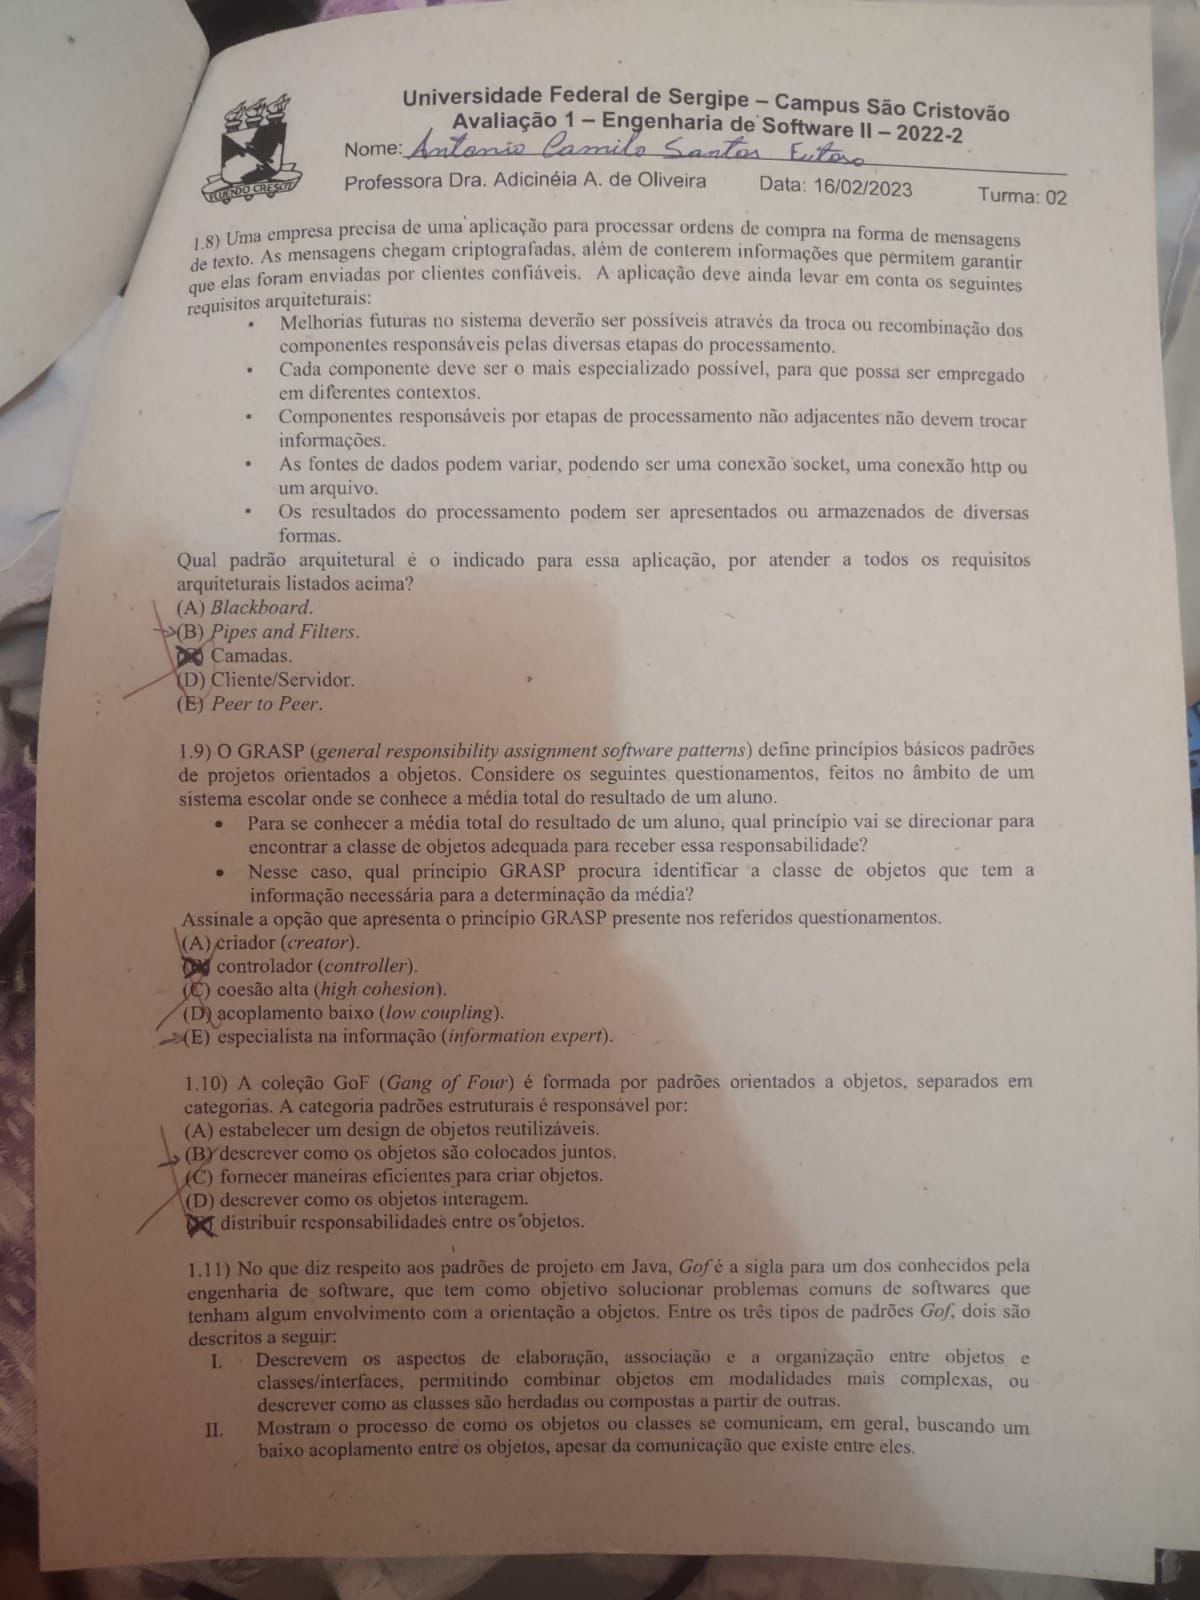 Universidade Federal de Sergipe – Campus São Cristovão
Avaliação 1 – Engenharia de Software II – 2022-2
Nome: Antonio Camilo Santos
Professora Dra. Adicinéia A. de Oliveira Data: 16/02/2023 Turma: 02
1.8) Uma empresa precisa de uma aplicação para processar ordens de compra na forma de mensagens
de texto. As mensagens chegam criptografadas, além de conterem informações que permitem garantir
que elas foram enviadas por clientes confiáveis. A aplicação deve ainda levar em conta os seguintes
requisitos arquiteturais:
• Melhorias futuras no sistema deverão ser possíveis através da troca ou recombinação dos
componentes responsáveis pelas diversas etapas do processamento.
• Cada componente deve ser o mais especializado possível, para que possa ser empregado
em diferentes contextos.
• Componentes responsáveis por etapas de processamento não adjacentes não devem trocar
informações.
• As fontes de dados podem variar, podendo ser uma conexão socket, uma conexão http ou
um arquivo.
• Os resultados do processamento podem ser apresentados ou armazenados de diversas
formas.
Qual padrão arquitetural é o indicado para essa aplicação, por atender a todos os requisitos
arquiteturais listados acima?
(A) Blackboard.
(B) Pipes and Filters.
Camadas.
(D) Cliente/Servidor.
(E) Peer to Peer.
1.9) O GRASP (general responsibility assignment software patterns) define princípios básicos padrões
de projetos orientados a objetos. Considere os seguintes questionamentos, feitos no âmbito de um
sistema escolar onde se conhece a média total do resultado de um aluno.
• Para se conhecer a média total do resultado de um aluno, qual princípio vai se direcionar para
encontrar a classe de objetos adequada para receber essa responsabilidade?
• Nesse caso, qual princípio GRASP procura identificar a classe de objetos que tem a
informação necessária para a determinação da média?
Assinale a opção que apresenta o princípio GRASP presente nos referidos questionamentos.
(A) criador (creator).
controlador (controller).
(C) coesão alta (high cohesion).
(D) acoplamento baixo (low coupling).
(E) especialista na informação (information expert).
1.10) A coleção GoF (Gang of Four) é formada por padrões orientados a objetos, separados em
categorias. A categoria padrões estruturais é responsável por:
(A) estabelecer um design de objetos reutilizáveis.
(B) descrever como os objetos são colocados juntos.
(C) fornecer maneiras eficientes para criar objetos.
(D) descrever como os objetos interagem.
distribuir responsabilidades entre os objetos.
1.11) No que diz respeito aos padrões de projeto em Java, Gof é a sigla para um dos conhecidos pela
engenharia de software, que tem como objetivo solucionar problemas comuns de softwares que
tenham algum envolvimento com a orientação a objetos. Entre os três tipos de padrões Gof, dois são
descritos a seguir:
I. Descrevem os aspectos de elaboração, associação e a organização entre objetos e
classes/interfaces, permitindo combinar objetos em modalidades mais complexas, ou
descrever como as classes são herdadas ou compostas a partir de outras.
II. Mostram o processo de como os objetos ou classes se comunicam, em geral, buscando um
baixo acoplamento entre os objetos, apesar da comunicação que existe entre eles.